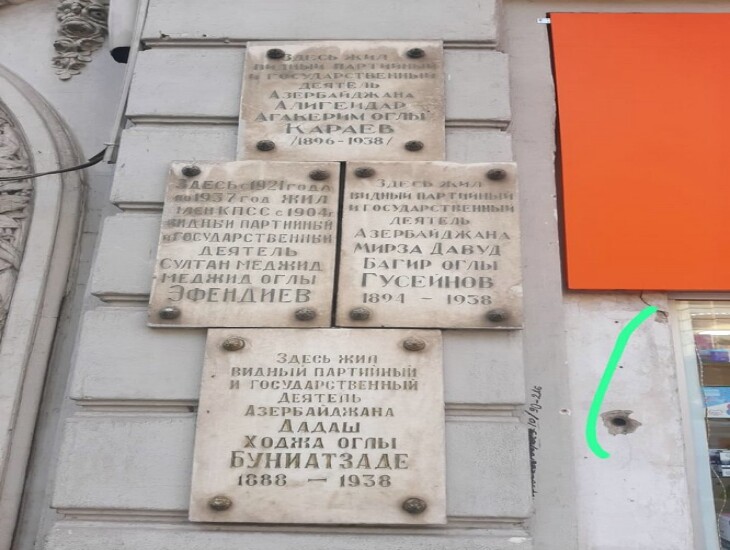 ЗДЕСЬ ЖИЛ
ВИДНЫЙ ПАРТИЙНЫЙ
И ГОСУДАРСТВЕННЫЙ
ДЕЯТЕЛЬ
АЗЕРБАЙДЖАНА
АЛИГЕЙДАР
АГАКЕРИМ ОГЛЫ
КАРАЕВ
/1896-1938/
ЗДЕСЬ С 1921 ГОДА
ПО 1937 ГОД ЖИЛ
ЧЛЕН КПСС С 1904 Г
ВИДНЫЙ ПАРТИЙНЫЙ
И ГОСУДАРСТВЕННЫЙ
ДЕЯТЕЛЬ
СУЛТАН МЕДЖИД
МЕДЖИД ОГЛЫ
ЭФЕНДИЕВ
ЗДЕСЬ ЖИЛ
ВИДНЫЙ ПАРТИЙНЫЙ
И ГОСУДАРСТВЕННЫЙ
ДЕЯТЕЛЬ
АЗЕРБАЙДЖАНА
МИРЗА ДАВУД
БАГИР ОГЛЫ
ГУСЕЙНОВ
1894 - 1938
ЗДЕСЬ ЖИЛ
ВИДНЫЙ ПАРТИЙНЫЙ
И ГОСУДАРСТВЕННЫЙ
ДЕЯТЕЛЬ
АЗЕРБАЙДЖАНА
ДАДАШ
ХОДЖА ОГЛЫ
БУНИАТЗАДЕ
1888 — 1938